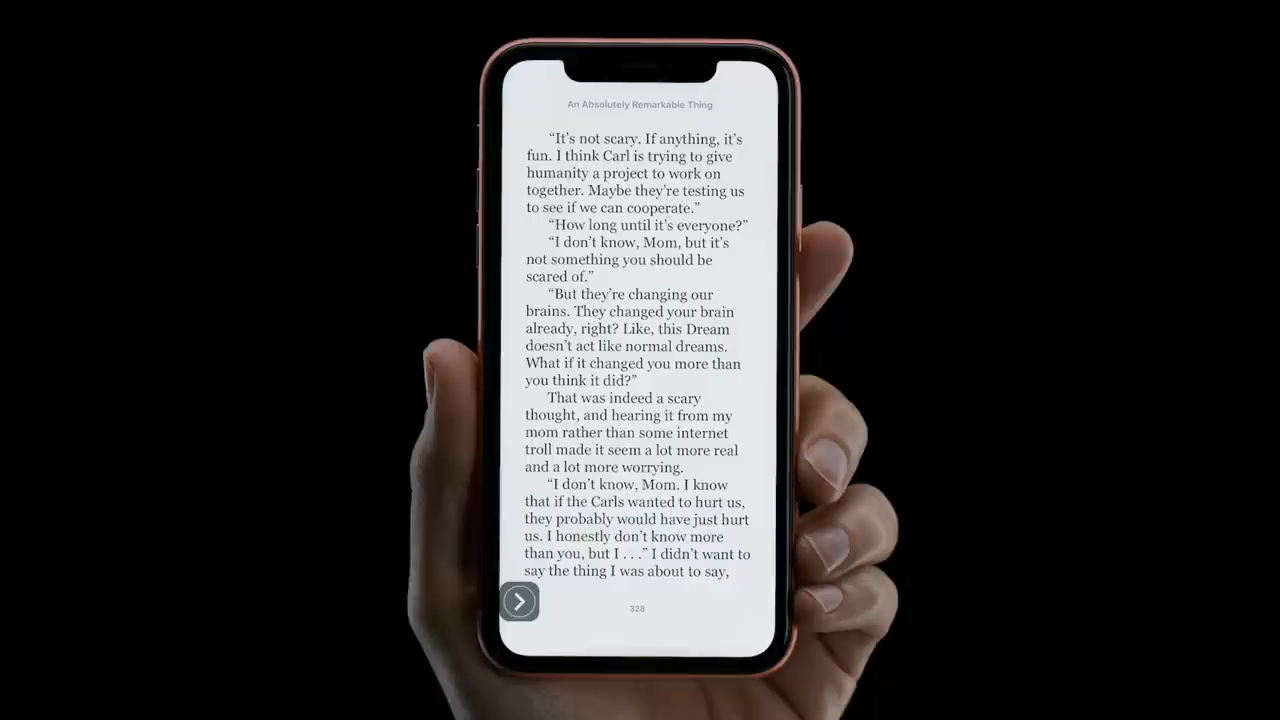 An Absolutely Remarkable Thing
“It’s not scary. If anything, it’s
fun. I think Carl is trying to give
humanity a project to work on
together. Maybe they’re testing us
to see if we can cooperate.”
“How long until it’s everyone?”
“I don’t know, Mom, but it’s
not something you should be
scared of.”
“But they’re changing our
brains. They changed your brain
already, right? Like, this Dream
doesn’t act like normal dreams.
What if it changed you more than
you think it did?”
That was indeed a scary
thought, and hearing it from my
mom rather than some internet
troll made it seem a lot more real
and a lot more worrying.
“I don’t know, Mom. I know
that if the Carls wanted to hurt us,
they probably would have just hurt
us. I honestly don’t know more
than you, but I . . .” I didn’t want to
say the thing I was about to say,
328